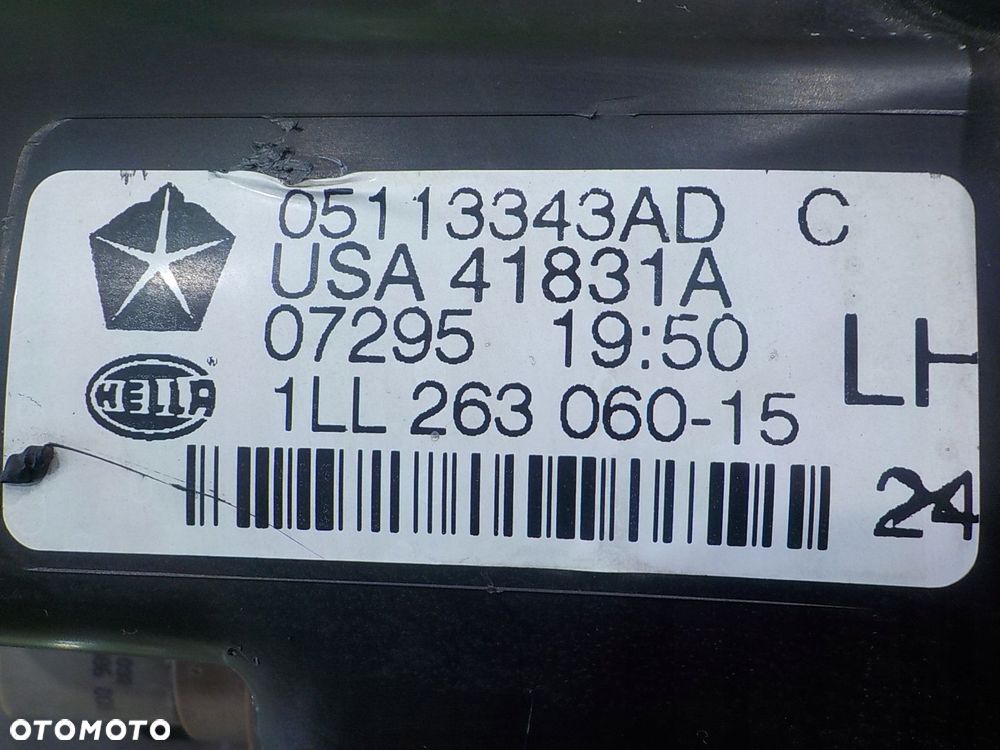 05113343AD C
USA 41831A
07295 19:50
LH
HELLA
1LL 263 060-15
24
OTOMOTO